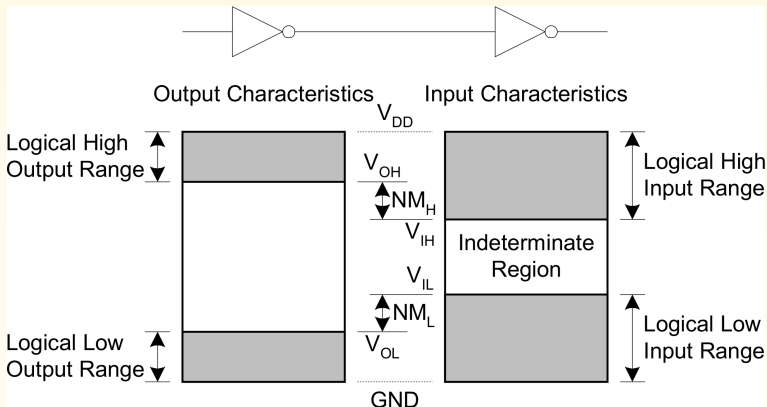 Output Characteristics
Input Characteristics
V_DD
Logical High
Output Range
V_OH
NM_H
V_IH
Logical High
Input Range
Indeterminate
Region
V_IL
NM_L
V_OL
Logical Low
Output Range
Logical Low
Input Range
GND